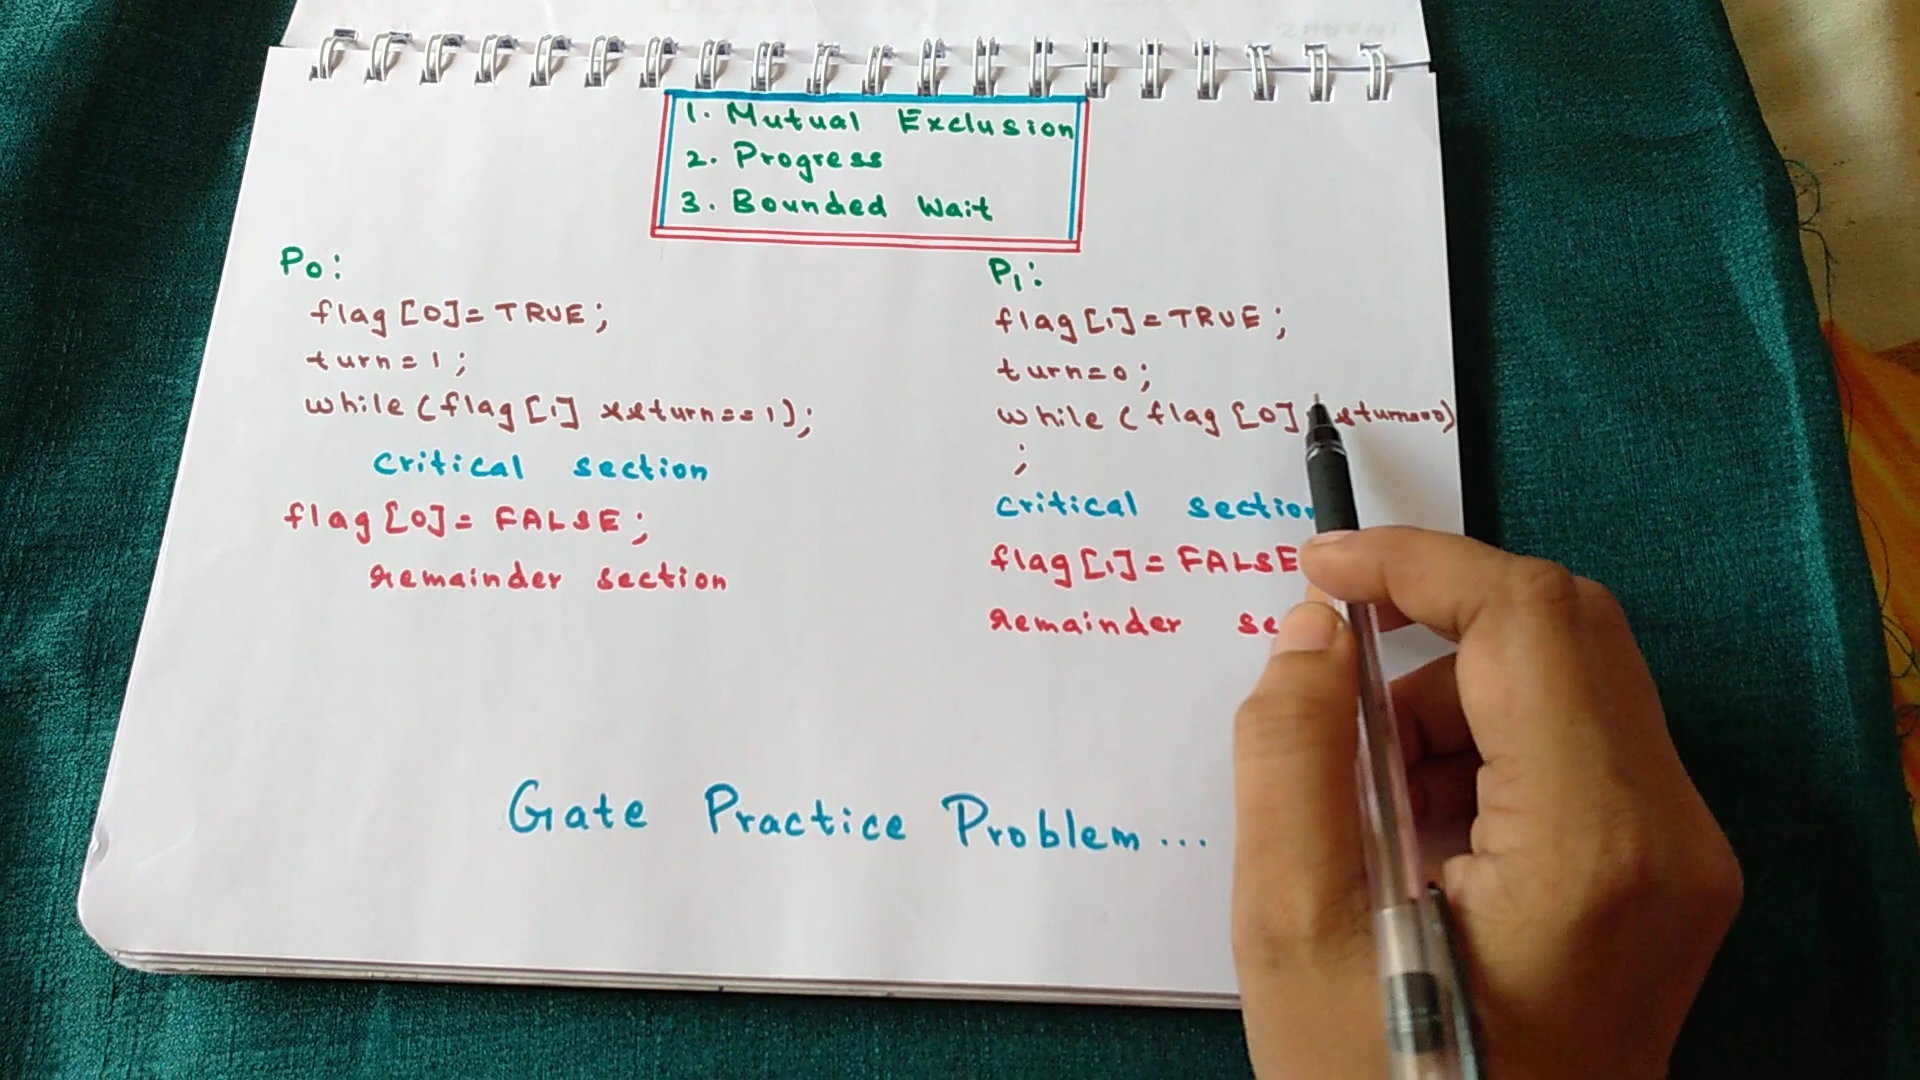 1. Mutual Exclusion
2. Progress
3. Bounded Wait
P0:
flag[0]= TRUE;
turn=1;
while(flag[1] &&turn==1);
critical section
flag[0]= FALSE;
remainder section
P1:
flag[1]=TRUE;
turn=0;
while (flag[0] turn==0)
;
critical section
flag[1]= FALSE
remainder
Gate Practice Problem...